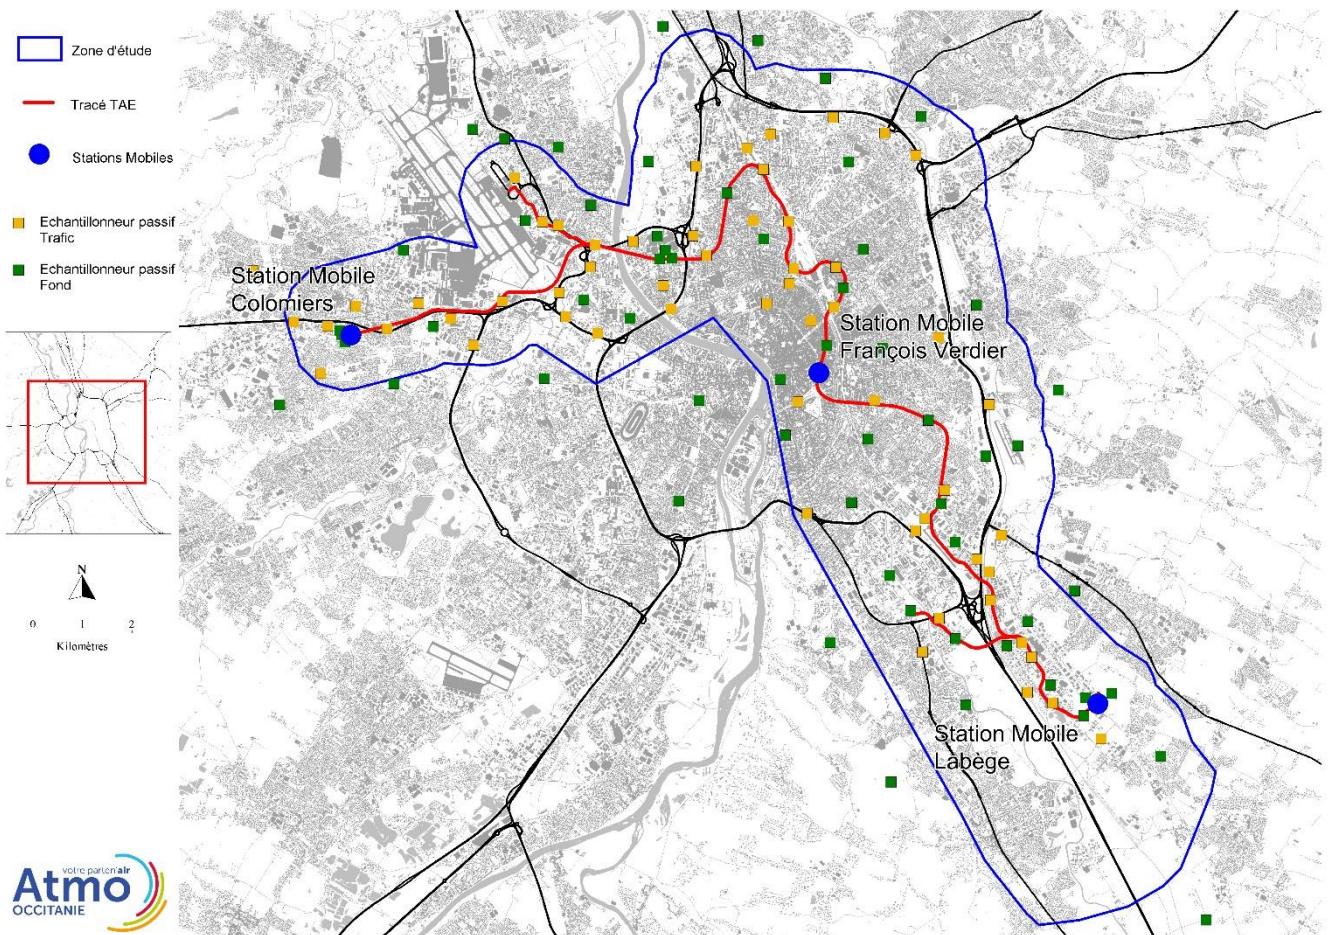 Zone d'étude
Tracé TAE
Stations Mobiles
Echantillonneur passif
Trafic
Echantillonneur passif
Fond
N
0 1 2
Kilomètres
votre parten'air
Atmo
OCCITANIE
Station Mobile
Colomiers
Station Mobile
François Verdier
Station Mobile
Labège